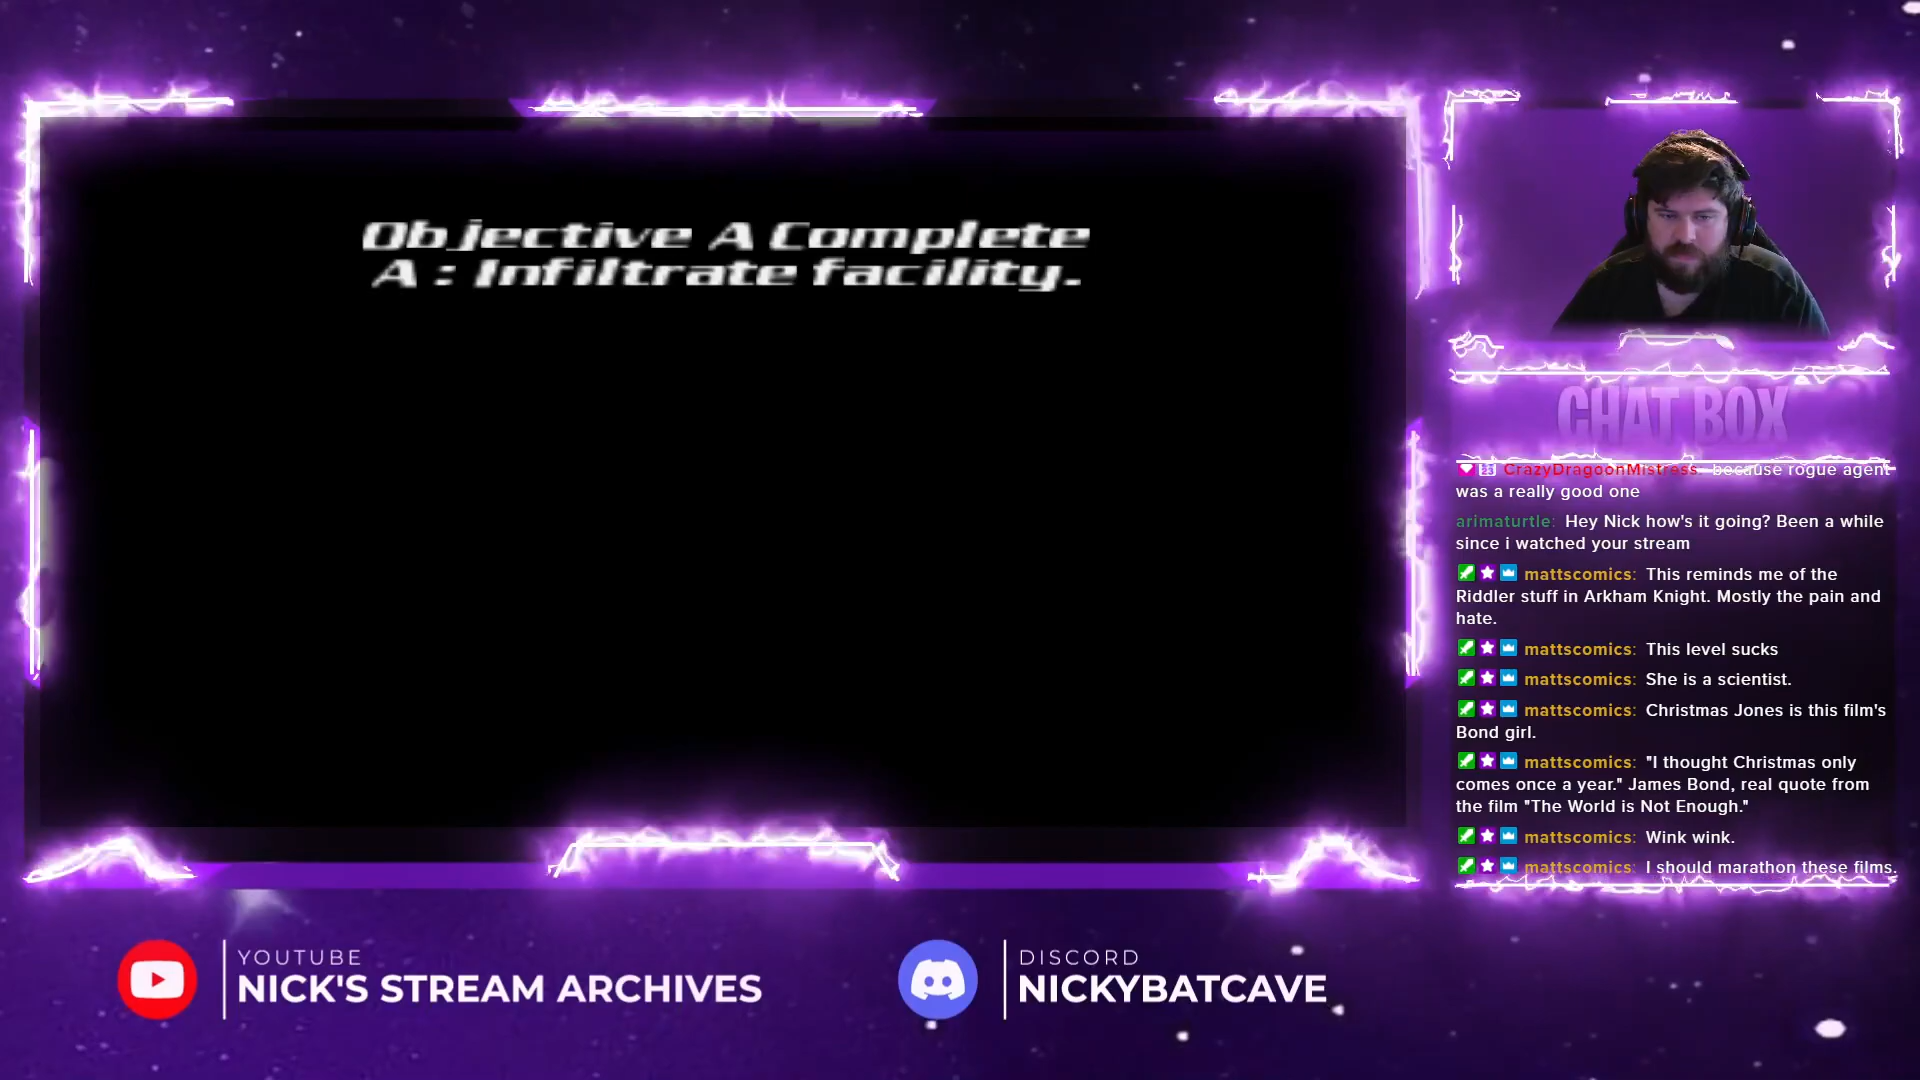 Objective A Complete
A : Infiltrate facility.
CHAT BOX
23 CrazyDragoonMistress: because rogue agent
was a really good one
arimaturtle: Hey Nick how's it going? Been a while
since i watched your stream
mattscomics: This reminds me of the
Riddler stuff in Arkham Knight. Mostly the pain and
hate.
mattscomics: This level sucks
mattscomics: She is a scientist.
mattscomics: Christmas Jones is this film's
Bond girl.
mattscomics: "I thought Christmas only
comes once a year." James Bond, real quote from
the film "The World is Not Enough."
mattscomics: Wink wink.
mattscomics: I should marathon these films.
YOUTUBE
NICK'S STREAM ARCHIVES
DISCORD
NICKYBATCAVE